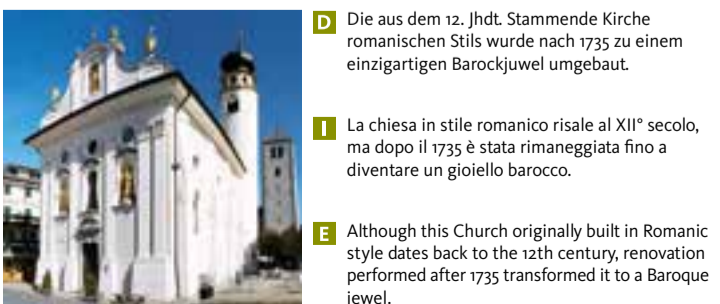 D Die aus dem 12. Jhdt. Stammende Kirche
romanischen Stils wurde nach 1735 zu einem
einzigartigen Barockjuwel umgebaut.
I La chiesa in stile romanico risale al XII° secolo,
ma dopo il 1735 è stata rimaneggiata fino a
diventare un gioiello barocco.
E Although this Church originally built in Romanic
style dates back to the 12th century, renovation
performed after 1735 transformed it to a Baroque
jewel.